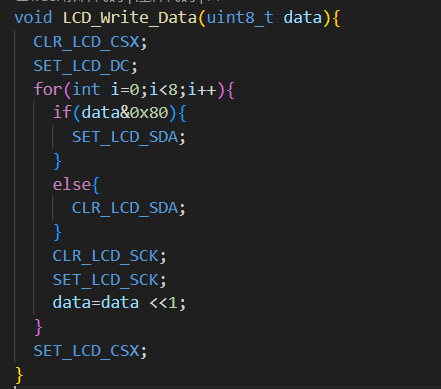 void LCD_Write_Data(uint8_t data){
CLR_LCD_CSX;
SET_LCD_DC;
for(int i=0;i<8;i++){
if(data&0x80){
SET_LCD_SDA;
}
else{
CLR_LCD_SDA;
}
CLR_LCD_SCK;
SET_LCD_SCK;
data=data <<1;
}
SET_LCD_CSX;
}